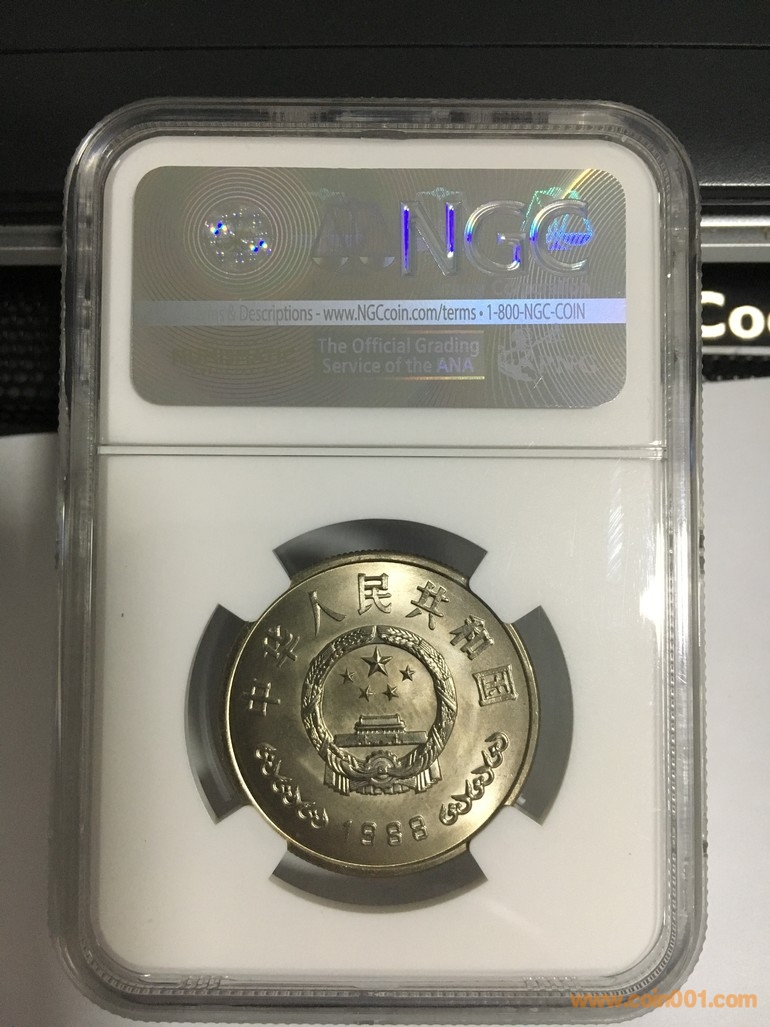 NGC
& Descriptions - www.NGCcoin.com/terms • 1-800-NGC-COIN
The Official Grading
Service of the ANA
Coo
中华人民共和国
1988
www.coin001.com